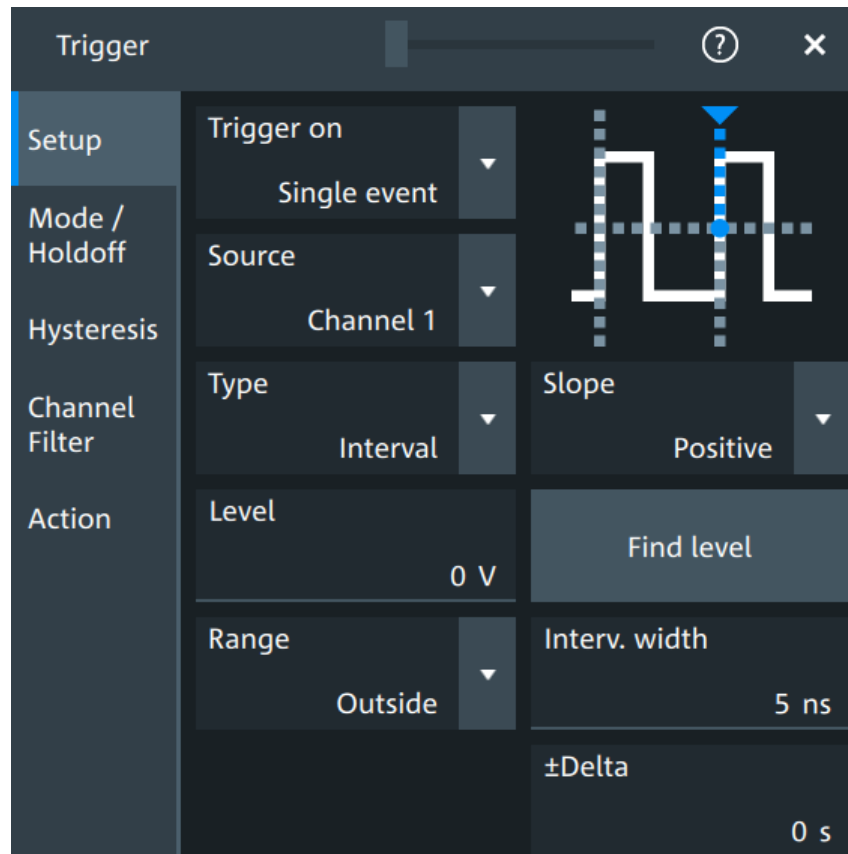 Trigger
?
Setup
Mode /
Holdoff
Hysteresis
Channel
Filter
Action
Trigger on
Single event
Source
Channel 1
Type
Interval
Slope
Positive
Level
0 V
Find level
Range
Outside
Interv. width
5 ns
±Delta
0 s